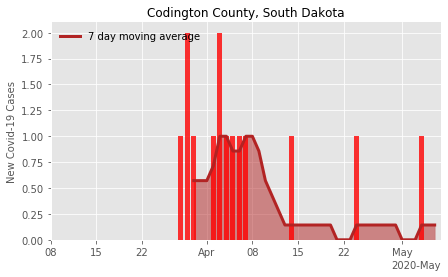 Codington County, South Dakota
7 day moving average
New Covid-19 Cases
2.00
1.75
1.50
1.25
1.00
0.75
0.50
0.25
0.00
08 15 22 Apr 08 15 22 May
2020-May